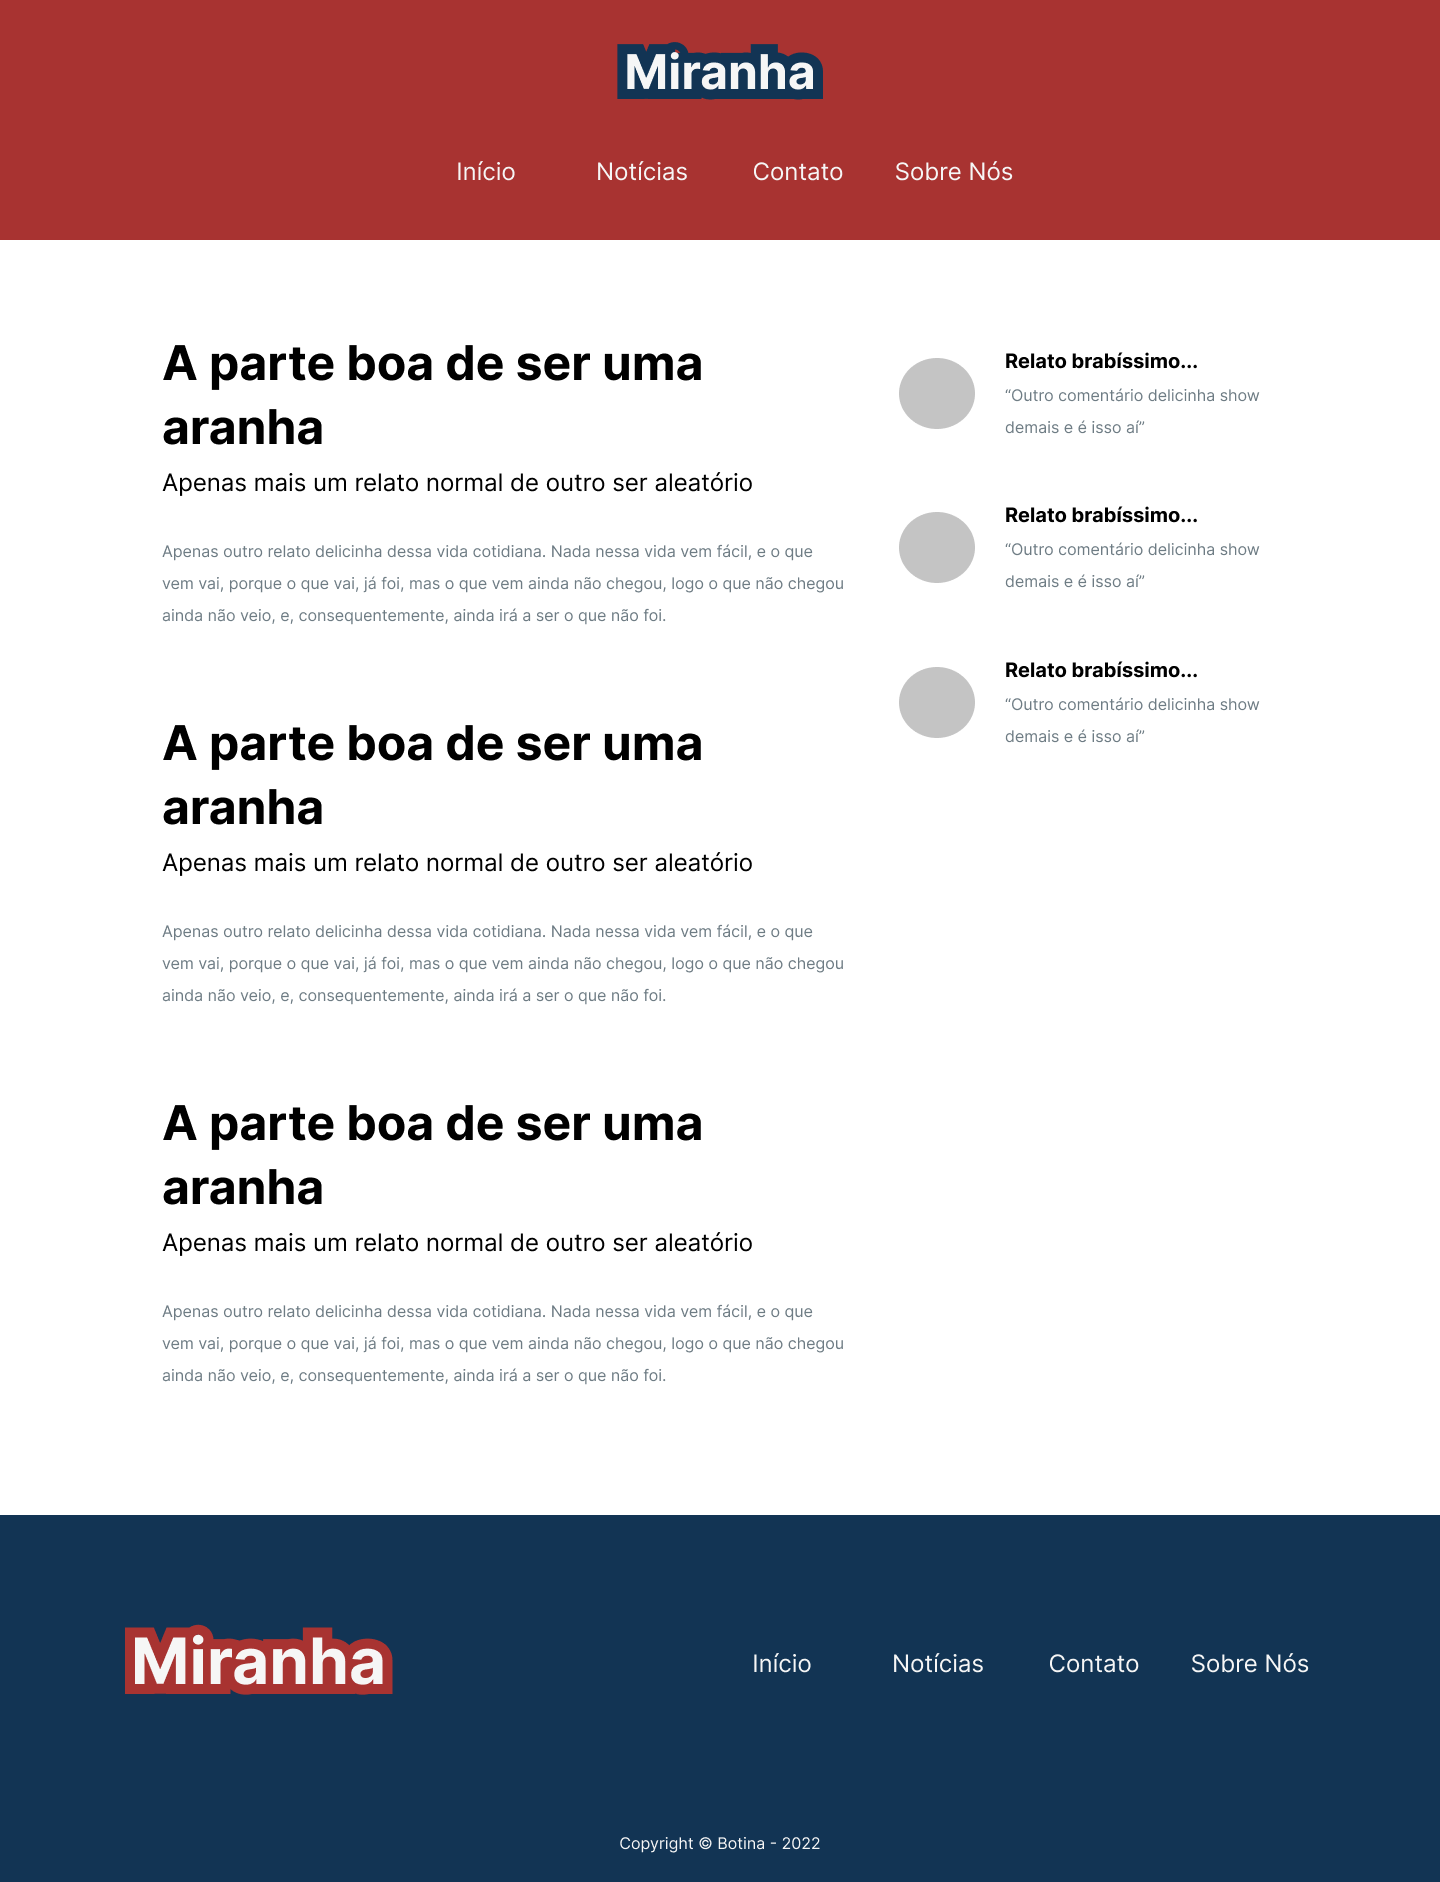 Miranha
Início Notícias Contato Sobre Nós
A parte boa de ser uma
aranha
Apenas mais um relato normal de outro ser aleatório
Apenas outro relato delicinha dessa vida cotidiana. Nada nessa vida vem fácil, e o que
vem vai, porque o que vai, já foi, mas o que vem ainda não chegou, logo o que não chegou
ainda não veio, e, consequentemente, ainda irá a ser o que não foi.
A parte boa de ser uma
aranha
Apenas mais um relato normal de outro ser aleatório
Apenas outro relato delicinha dessa vida cotidiana. Nada nessa vida vem fácil, e o que
vem vai, porque o que vai, já foi, mas o que vem ainda não chegou, logo o que não chegou
ainda não veio, e, consequentemente, ainda irá a ser o que não foi.
A parte boa de ser uma
aranha
Apenas mais um relato normal de outro ser aleatório
Apenas outro relato delicinha dessa vida cotidiana. Nada nessa vida vem fácil, e o que
vem vai, porque o que vai, já foi, mas o que vem ainda não chegou, logo o que não chegou
ainda não veio, e, consequentemente, ainda irá a ser o que não foi.
Relato brabíssimo...
“Outro comentário delicinha show
demais e é isso aí”
Relato brabíssimo...
“Outro comentário delicinha show
demais e é isso aí”
Relato brabíssimo...
“Outro comentário delicinha show
demais e é isso aí”
Miranha
Início Notícias Contato Sobre Nós
Copyright © Botina - 2022